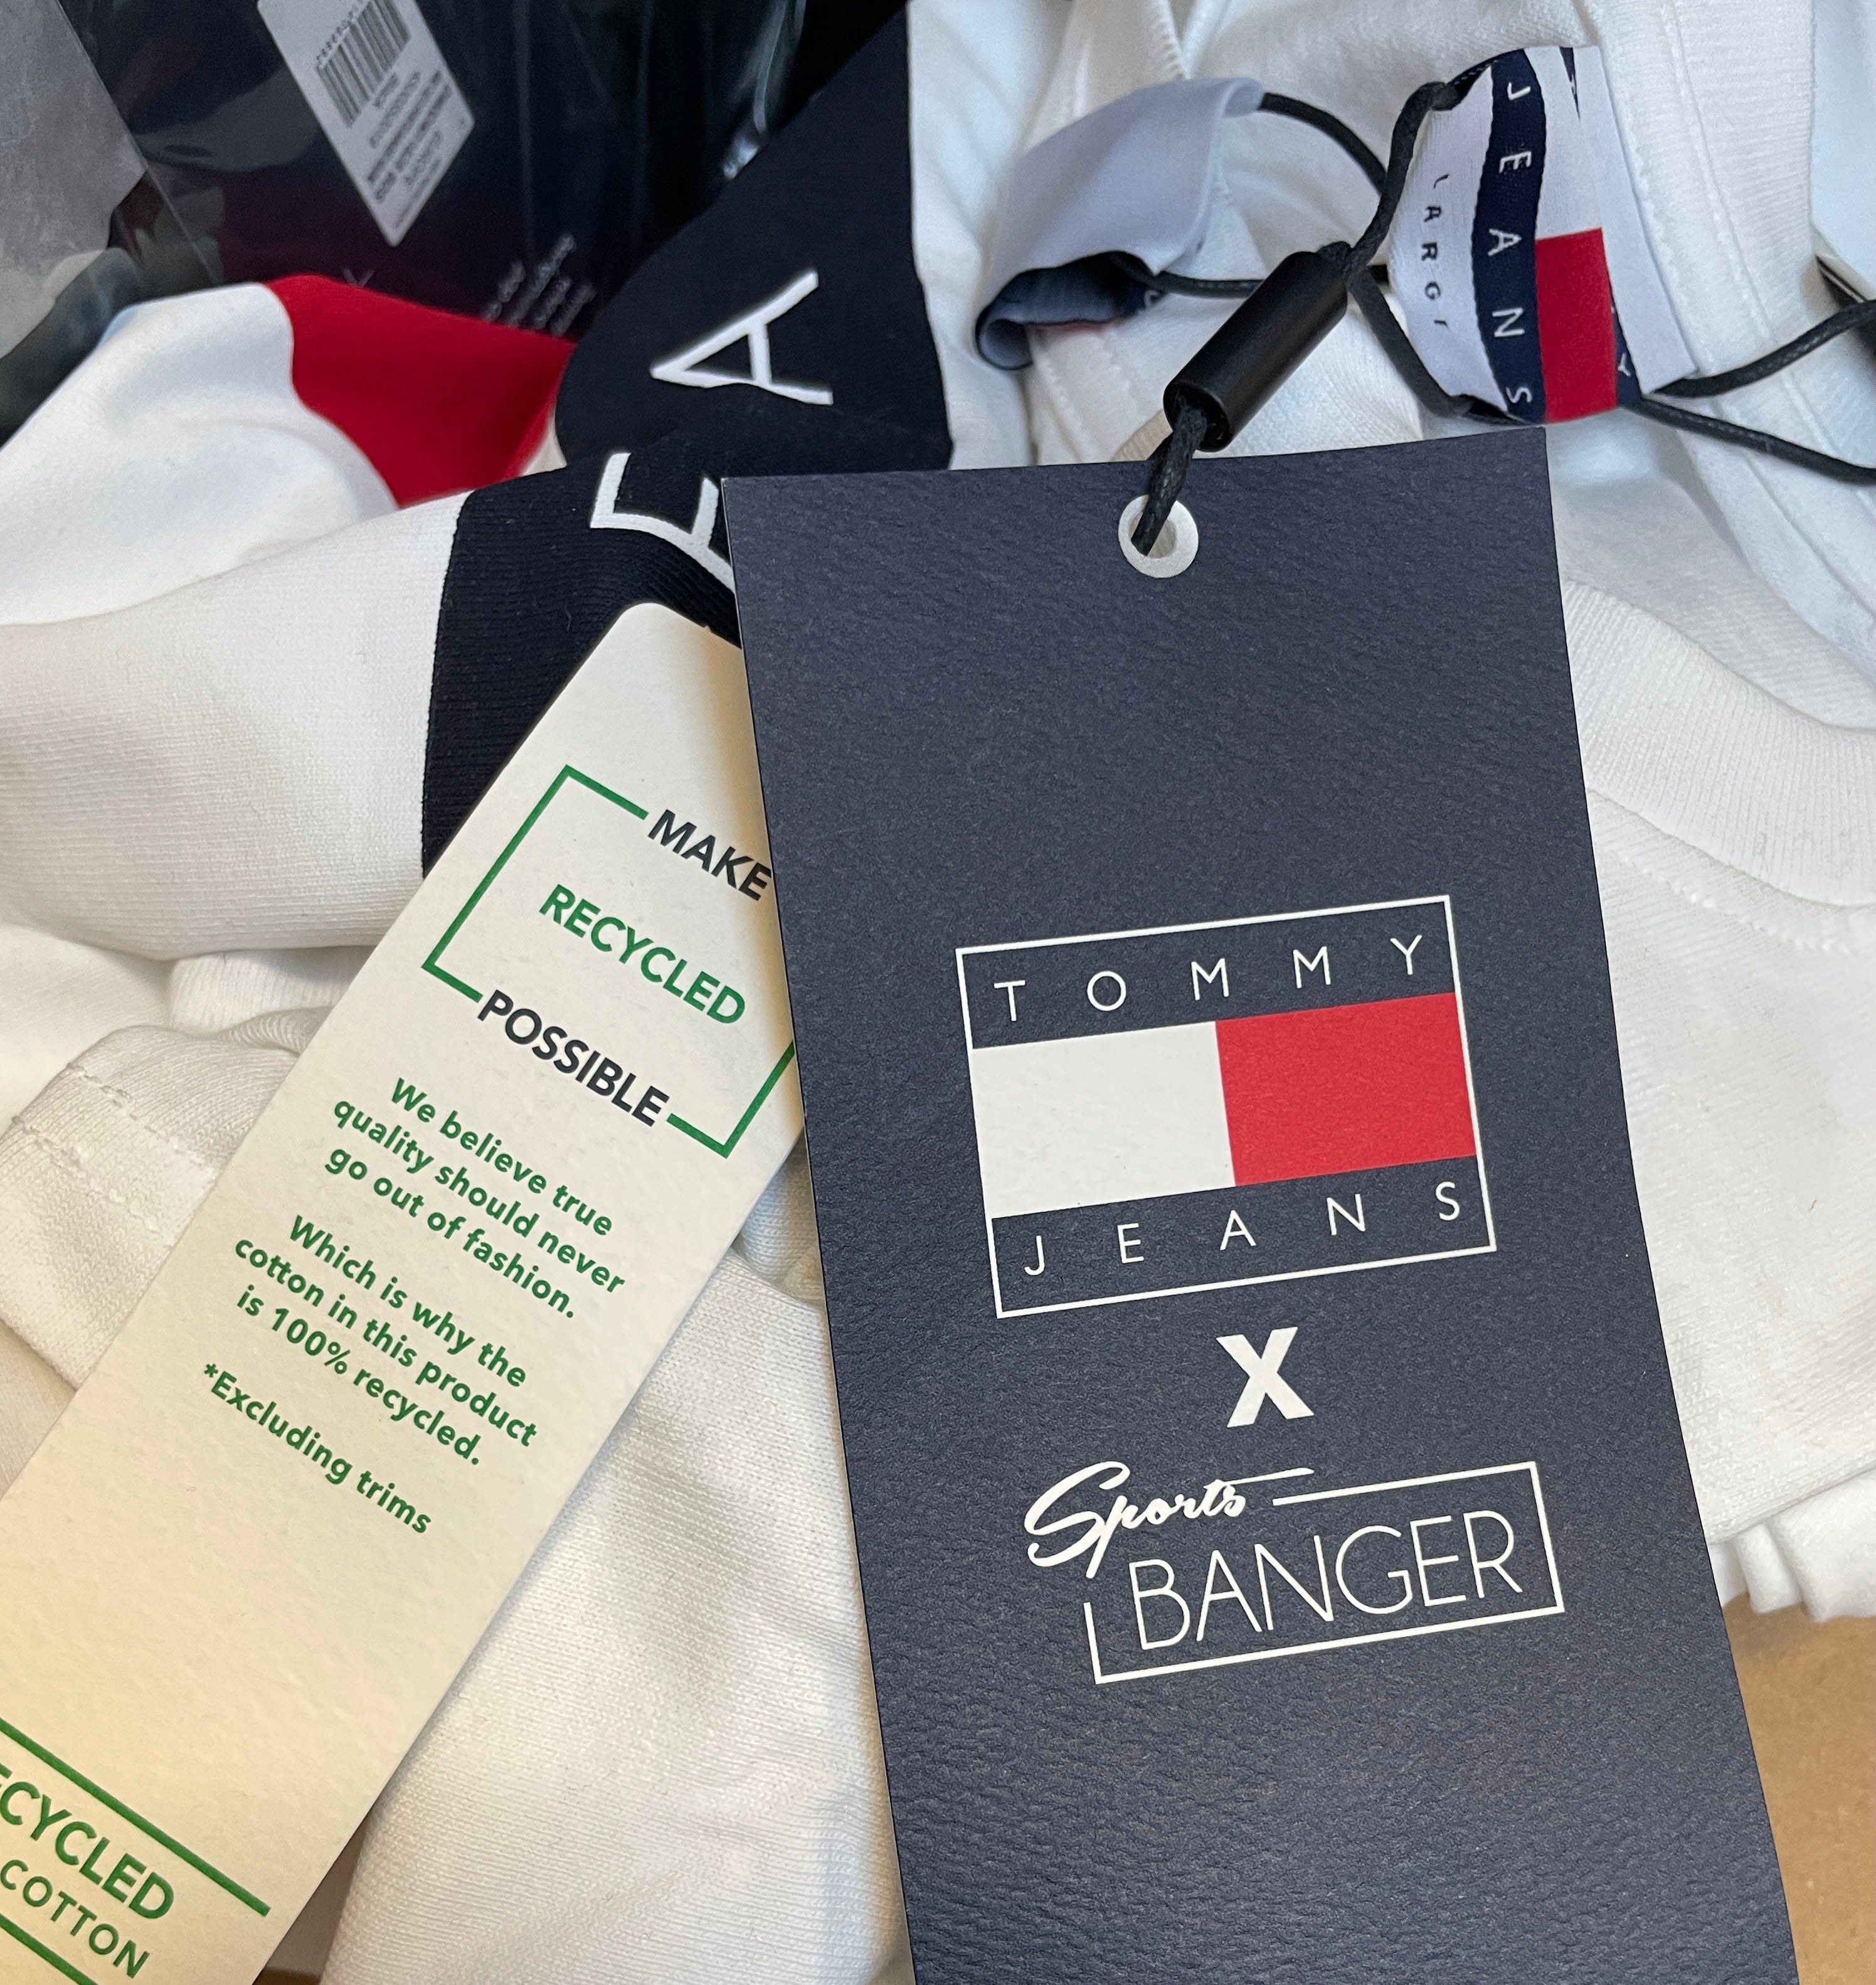 JEANS
LARGE
E A
MAKE
RECYCLED
POSSIBLE
We believe true
quality should never
go out of fashion.
Which is why the
cotton in this product
is 100% recycled.
*Excluding trims
ECYCLED
COTTON
TOMMY
JEANS
X
Sports
BANGER